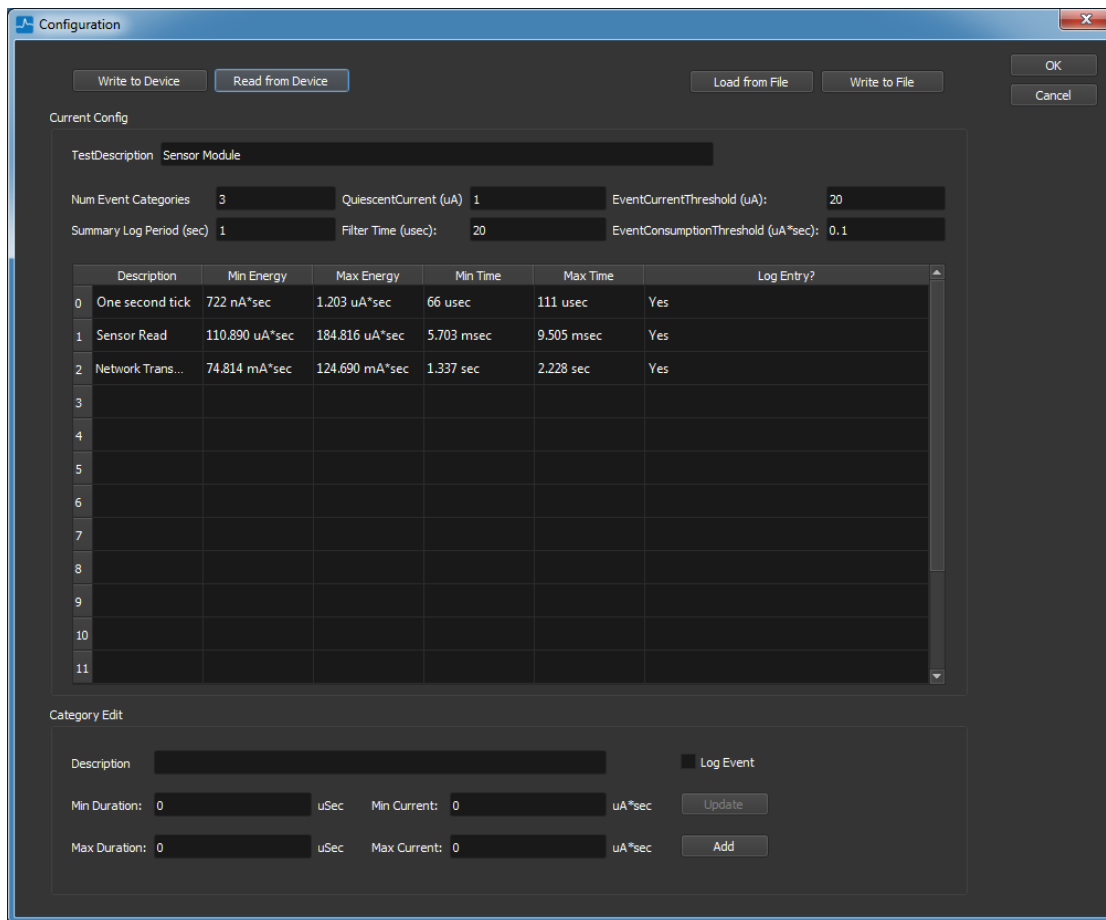 Configuration
Write to Device Read from Device Load from File Write to File OK
Cancel
Current Config
TestDescription Sensor Module
Num Event Categories 3 QuiescentCurrent (uA) 1 EventCurrentThreshold (uA): 20
Summary Log Period (sec) 1 Filter Time (usec): 20 EventConsumptionThreshold (uA*sec): 0.1
Description Min Energy Max Energy Min Time Max Time Log Entry?
0 One second tick 722 nA*sec 1.203 uA*sec 66 usec 111 usec Yes
1 Sensor Read 110.890 uA*sec 184.816 uA*sec 5.703 msec 9.505 msec Yes
2 Network Trans... 74.814 mA*sec 124.690 mA*sec 1.337 sec 2.228 sec Yes
3
4
5
6
7
8
9
10
11
Category Edit
Description Log Event
Min Duration: 0 uSec Min Current: 0 uA*sec Update
Max Duration: 0 uSec Max Current: 0 uA*sec Add